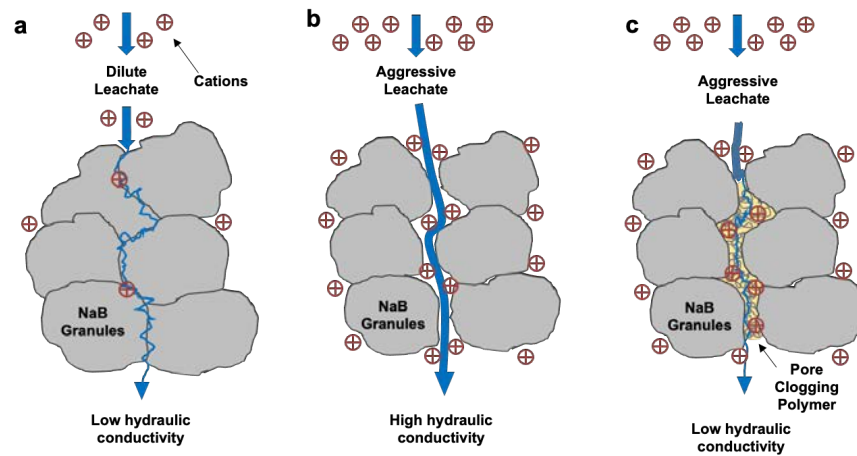 a
Dilute
Leachate
Cations
NaB
Granules
Low hydraulic
conductivity
b
Aggressive
Leachate
NaB
Granules
High hydraulic
conductivity
c
Aggressive
Leachate
NaB
Granules
Pore
Clogging
Polymer
Low hydraulic
conductivity